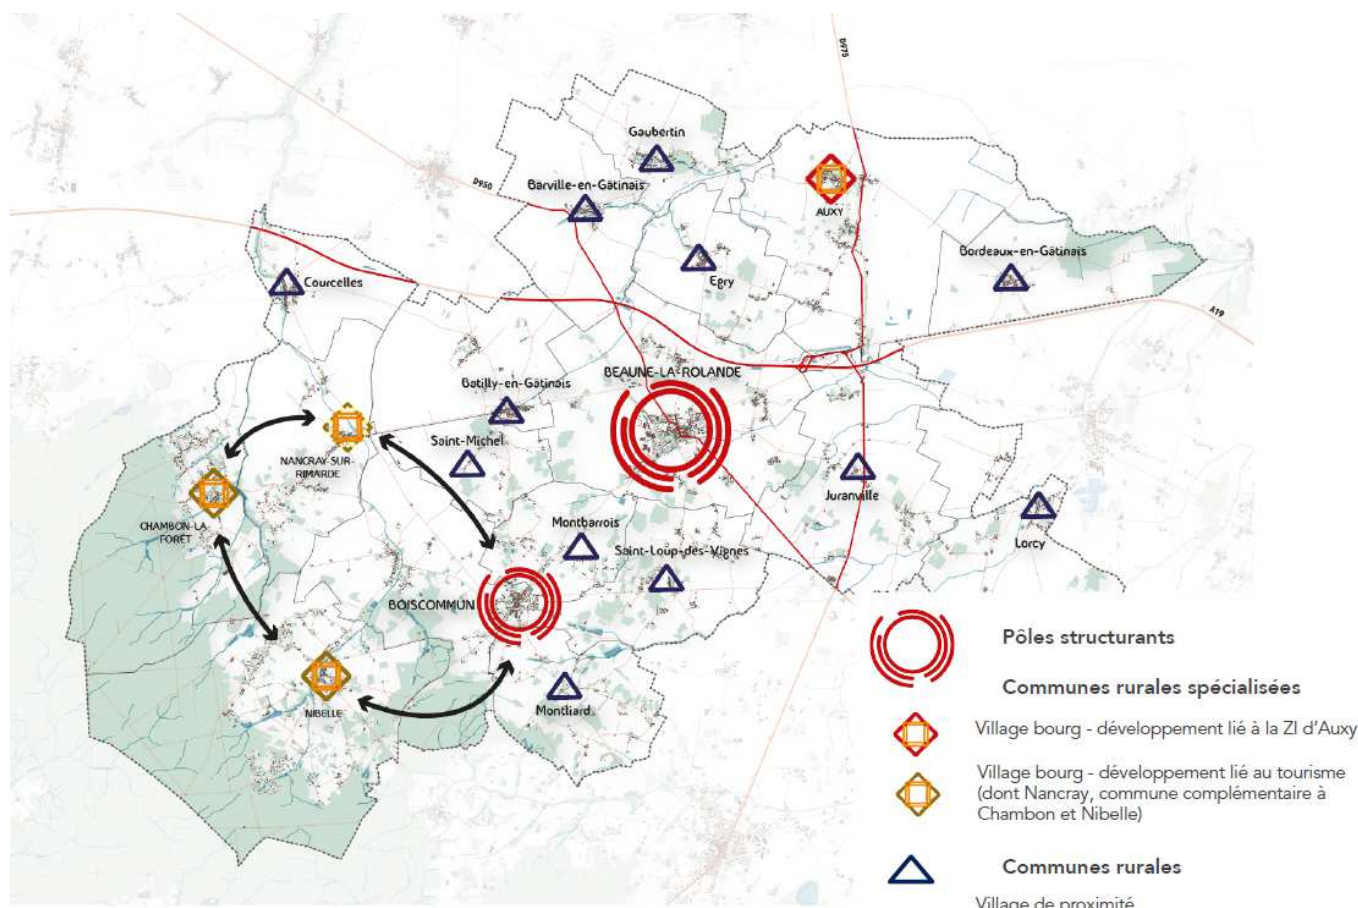 D975
Gaubertin
D950
Barville-en-Gâtinais
AUXY
Bordeaux-en-Gâtinais
Egry
Courcelles
A19
BEAUNE-LA-ROLANDE
Batilly-en-Gâtinais
Saint-Michel
NANCRAY-SUR-
RIMARDE
Juranville
CHAMBON-LA-
FORÊT
Montbarrois
Saint-Loup-des-Vignes
Lorcy
BOISCOMMUN
NIBELLE
Montliard
Pôles structurants
Communes rurales spécialisées
Village bourg - développement lié à la ZI d'Auxy
Village bourg - développement lié au tourisme
(dont Nancray, commune complémentaire à
Chambon et Nibelle)
Communes rurales
Village de proximité